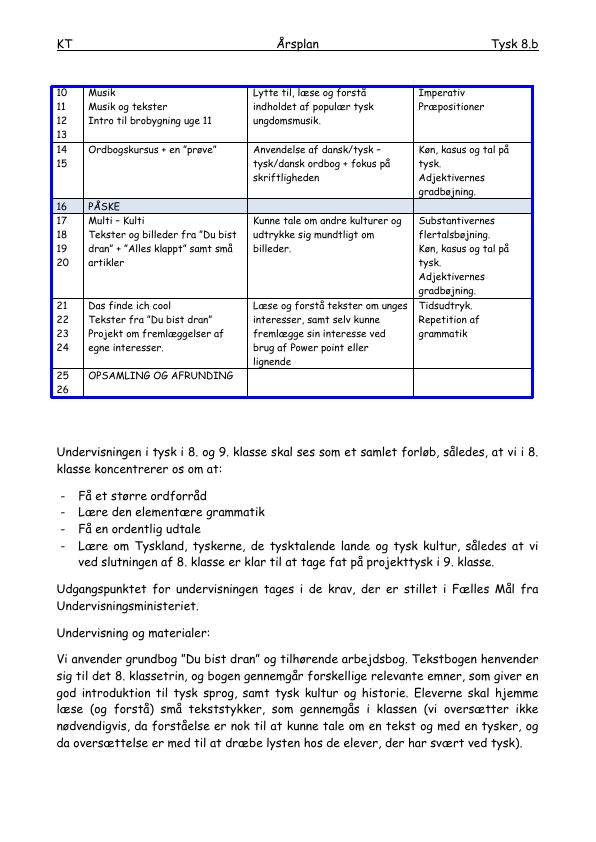 KT Årsplan Tysk 8.b
10 Musik Lytte til, læse og forstå Imperativ
11 Musik og tekster indholdet af populær tysk Præpositioner
12 Intro til brobygning uge 11 ungdomsmusik.
13
14 Ordbogskursus + en ”prøve” Anvendelse af dansk/tysk – Køn, kasus og tal på
15 tysk/dansk ordbog + fokus på tysk.
skriftligheden Adjektivernes
gradbøjning.
16 PÅSKE
17 Multi – Kulti Kunne tale om andre kulturer og Substantivernes
18 Tekster og billeder fra ”Du bist udtrykke sig mundtligt om flertalsbøjning.
19 dran” + ”Alles klappt” samt små billeder. Køn, kasus og tal på
20 artikler tysk.
Adjektivernes
gradbøjning.
21 Das finde ich cool Læse og forstå tekster om unges Tidsudtryk.
22 Tekster fra ”Du bist dran” interesser, samt selv kunne Repetition af
23 Projekt om fremlæggelser af fremlægge sin interesse ved grammatik
24 egne interesser. brug af Power point eller
lignende
25 OPSAMLING OG AFRUNDING
26
Undervisningen i tysk i 8. og 9. klasse skal ses som et samlet forløb, således, at vi i 8.
klasse koncentrerer os om at:
- Få et større ordforråd
- Lære den elementære grammatik
- Få en ordentlig udtale
- Lære om Tyskland, tyskerne, de tysktalende lande og tysk kultur, således at vi
ved slutningen af 8. klasse er klar til at tage fat på projekttysk i 9. klasse.
Udgangspunktet for undervisningen tages i de krav, der er stillet i Fælles Mål fra
Undervisningsministeriet.
Undervisning og materialer:
Vi anvender grundbog ”Du bist dran” og tilhørende arbejdsbog. Tekstbogen henvender
sig til det 8. klassetrin, og bogen gennemgår forskellige relevante emner, som giver en
god introduktion til tysk sprog, samt tysk kultur og historie. Eleverne skal hjemme
læse (og forstå) små tekststykker, som gennemgås i klassen (vi oversætter ikke
nødvendigvis, da forståelse er nok til at kunne tale om en tekst og med en tysker, og
da oversættelse er med til at dræbe lysten hos de elever, der har svært ved tysk).